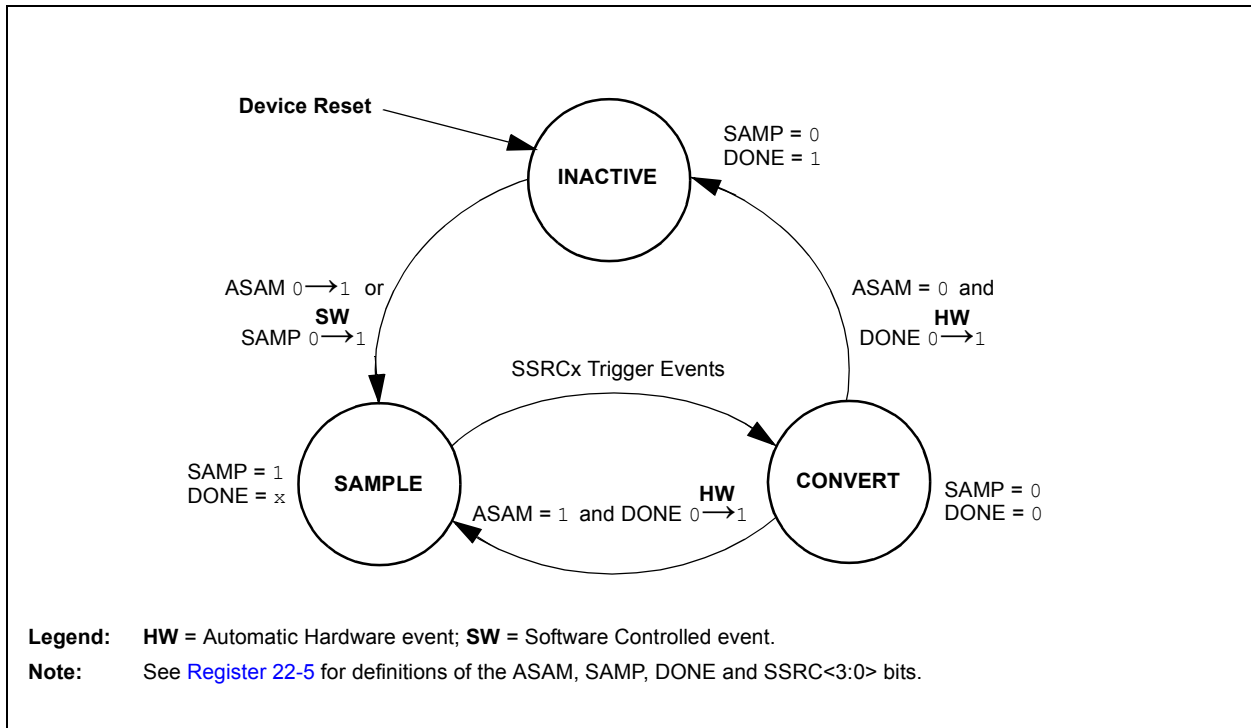 Device Reset
INACTIVE
SAMP = 0
DONE = 1
ASAM 0→1 or
SW
SAMP 0→1
ASAM = 0 and
HW
DONE 0→1
SSRCx Trigger Events
SAMP = 1
DONE = x
SAMPLE
CONVERT
SAMP = 0
DONE = 0
HW
ASAM = 1 and DONE 0→1
Legend: HW = Automatic Hardware event; SW = Software Controlled event.
Note: See Register 22-5 for definitions of the ASAM, SAMP, DONE and SSRC<3:0> bits.